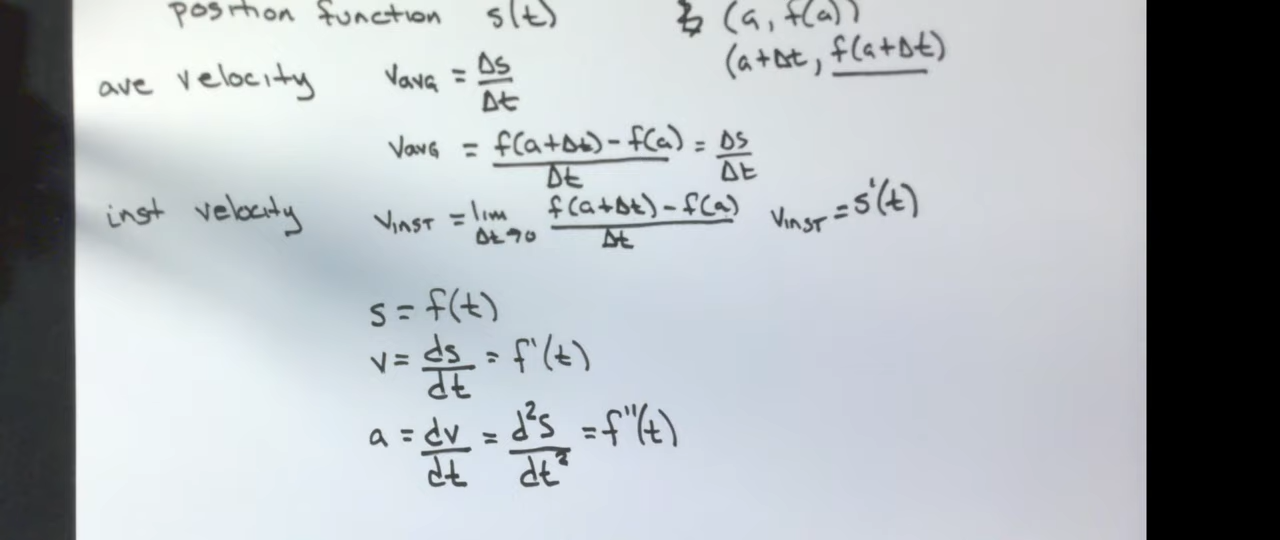 position function s(t) (a, f(a))
(a+Δt, f(a+Δt)
ave velocity VAVG = Δs/Δt
VAVG = f(a+Δt) - f(a)/Δt = Δs/Δt
inst velocity VINST = lim Δt→0 f(a+Δt) - f(a)/Δt VINST = s'(t)
s = f(t)
v = ds/dt = f'(t)
a = dv/dt = d²s/dt² = f''(t)